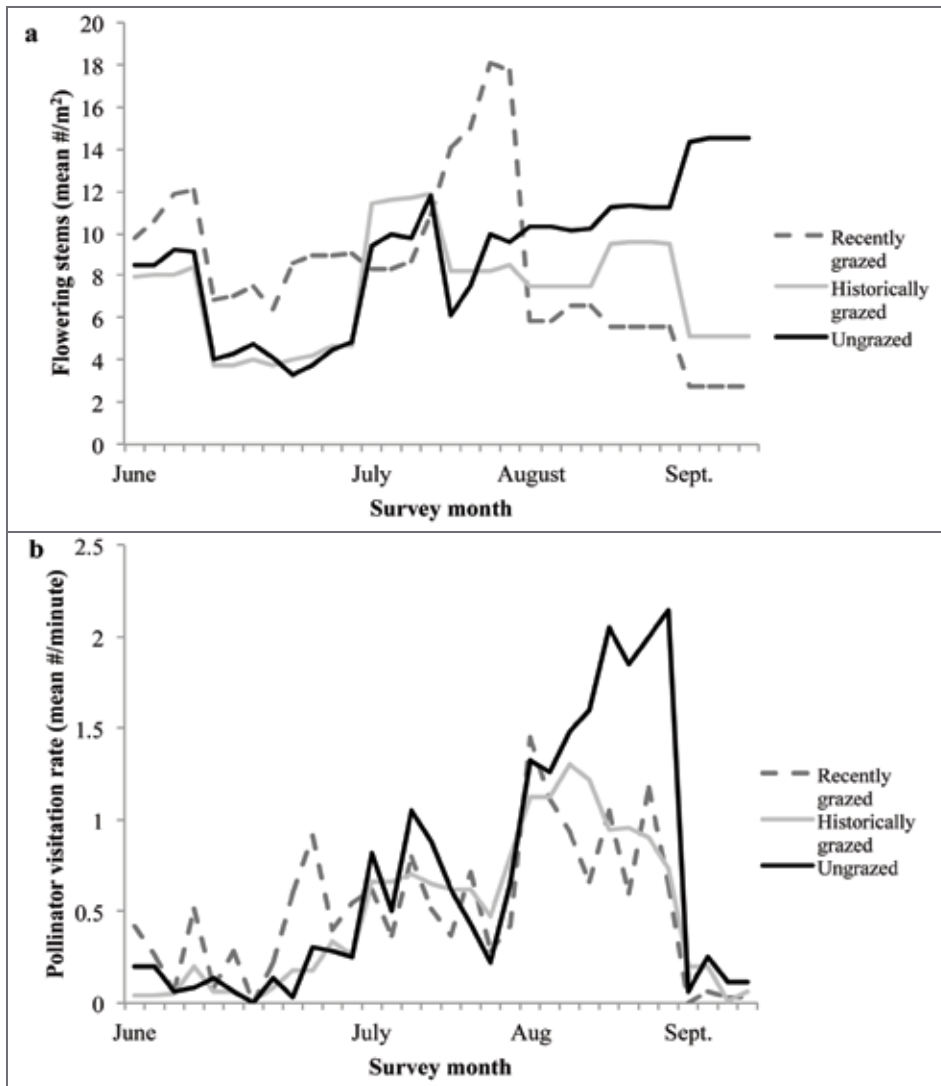 a
Flowering stems (mean #/m²)
20
18
16
14
12
10
8
6
4
2
0
June
July
August
Sept.
Survey month
Recently
grazed
Historically
grazed
Ungrazed
b
Pollinator visitation rate (mean #/minute)
2.5
2
1.5
1
0.5
0
June
July
Aug
Sept.
Survey month
Recently
grazed
Historically
grazed
Ungrazed